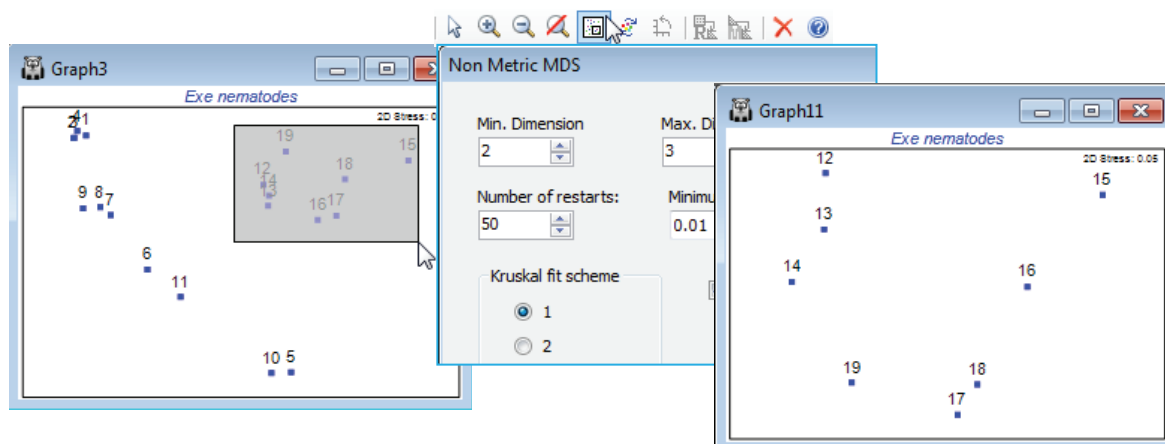 Graph3
Exe nematodes
2D Stress: 0
2 4 1
19
15
12
18
14
13
9 8 7
16 17
6
11
10 5
Non Metric MDS
Min. Dimension
2
Max. Di
3
Number of restarts:
50
Minimu
0.01
Kruskal fit scheme
1
2
Graph11
Exe nematodes
2D Stress: 0.05
12
15
13
14
16
19
18
17